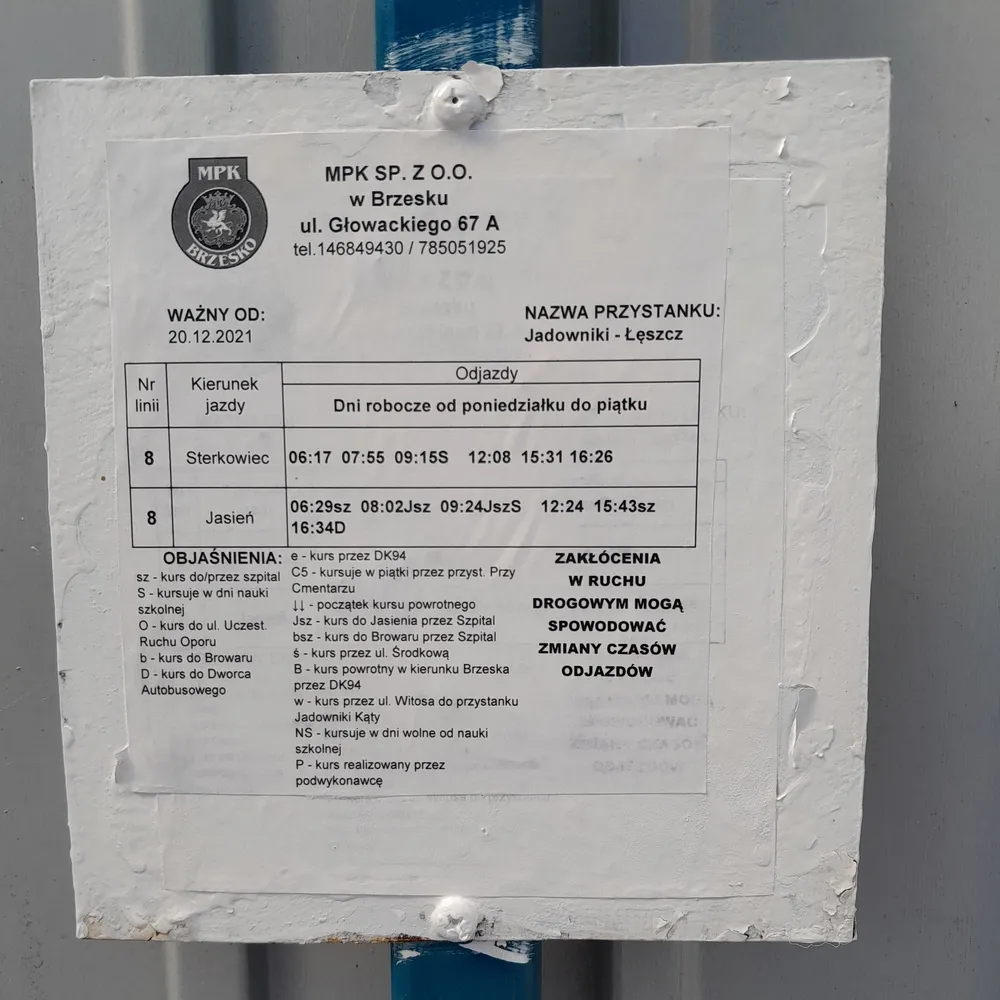 MPK
BRZESKO
MPK SP. Z O.O.
w Brzesku
ul. Głowackiego 67 A
tel.146849430 / 785051925
WAŻNY OD:
20.12.2021
NAZWA PRZYSTANKU:
Jadowniki - Łęszcz
Nr linii
Kierunek jazdy
Odjazdy
Dni robocze od poniedziałku do piątku
8 Sterkowiec 06:17 07:55 09:15S 12:08 15:31 16:26
8 Jasień 06:29sz 08:02Jsz 09:24JszS 12:24 15:43sz
16:34D
OBJAŚNIENIA:
sz - kurs do/przez szpital
S - kursuje w dni nauki
szkolnej
O - kurs do ul. Uczest.
Ruchu Oporu
b - kurs do Browaru
D - kurs do Dworca
Autobusowego
e - kurs przez DK94
C5 - kursuje w piątki przez przyst. Przy
Cmentarzu
↓↓ - początek kursu powrotnego
Jsz - kurs do Jasienia przez Szpital
bsz - kurs do Browaru przez Szpital
ś - kurs przez ul. Środkową
B - kurs powrotny w kierunku Brzeska
przez DK94
w - kurs przez ul. Witosa do przystanku
Jadowniki Kąty
NS - kursuje w dni wolne od nauki
szkolnej
P - kurs realizowany przez
podwykonawcę
ZAKŁÓCENIA
W RUCHU
DROGOWYM MOGĄ
SPOWODOWAĆ
ZMIANY CZASÓW
ODJAZDÓW